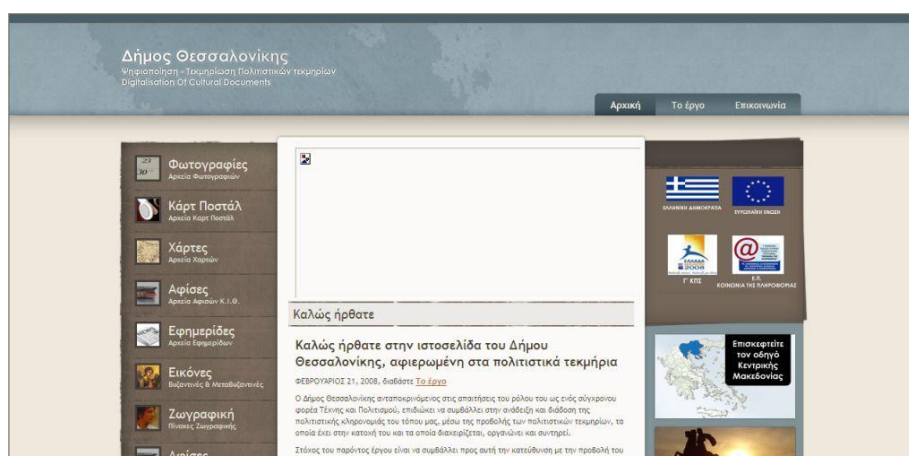 Δήμος Θεσσαλονίκης
Ψηφιοποίηση - Τεκμηρίωση Πολιτιστικών τεκμηρίων
Digitalisation Of Cultural Documents
Αρχική Το έργο Επικοινωνία
Φωτογραφίες
Αρχεία Φωτογραφιών
Κάρτ Ποστάλ
Αρχεία Καρτ Ποστάλ
Χάρτες
Αρχεία Χαρτών
Αφίσες
Αρχεία Αφισών Κ.Ι.Θ.
Εφημερίδες
Αρχεία Εφημερίδων
Εικόνες
Βυζαντινές & Μεταβυζαντινές
Ζωγραφική
Πίνακες Ζωγραφικής
Αφίσες
Καλώς ήρθατε
Καλώς ήρθατε στην ιστοσελίδα του Δήμου
Θεσσαλονίκης, αφιερωμένη στα πολιτιστικά τεκμήρια
ΦΕΒΡΟΥΑΡΙΟΣ 21, 2008, διαβάστε Το έργο
Ο Δήμος Θεσσαλονίκης ανταποκρινόμενος στις απαιτήσεις του ρόλου του ως ενός σύγχρονου
φορέα Τέχνης και Πολιτισμού, επιδιώκει να συμβάλλει στην ανάδειξη και διάδοση της
πολιτιστικής κληρονομιάς του τόπου μας, μέσω της προβολής των πολιτιστικών τεκμηρίων, τα
οποία έχει στην κατοχή του και τα οποία διαχειρίζεται, οργανώνει και συντηρεί.
Στόχος του παρόντος έργου είναι να συμβάλλει προς αυτή την κατεύθυνση με την προβολή του
ΕΛΛΗΝΙΚΗ ΔΗΜΟΚΡΑΤΙΑ
ΕΥΡΩΠΑΪΚΗ ΕΝΩΣΗ
ΕΛΛΑΔΑ
2008
Γ' ΚΠΣ
Ε.Π.
ΚΟΙΝΩΝΙΑ ΤΗΣ ΠΛΗΡΟΦΟΡΙΑΣ
Επισκεφτείτε
τον οδηγό
Κεντρικής
Μακεδονίας